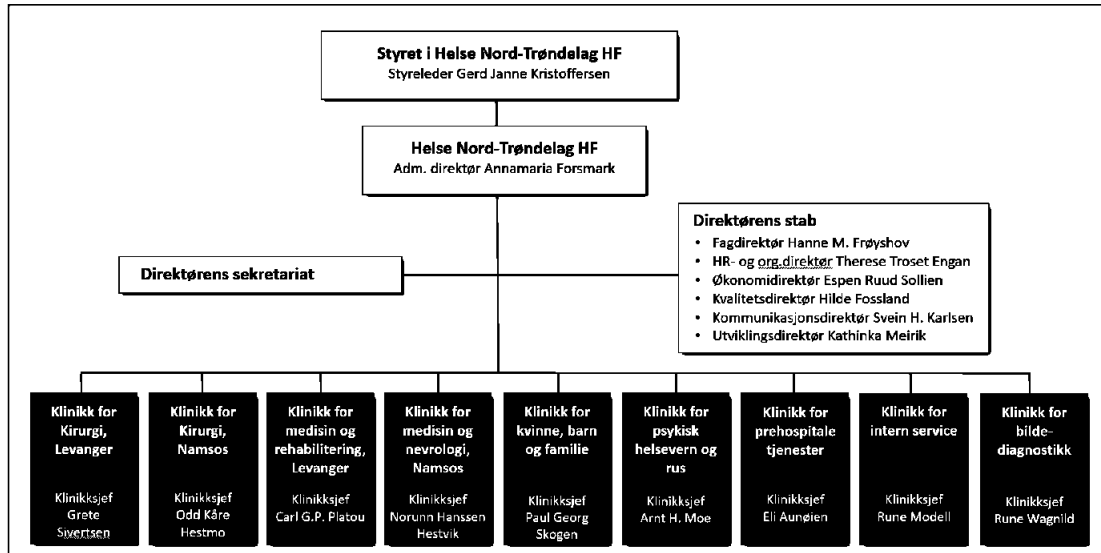 Styret i Helse Nord-Trøndelag HF
Styreleder Gerd Janne Kristoffersen
Helse Nord-Trøndelag HF
Adm. direktør Annamaria Forsmark
Direktørens sekretariat
Direktørens stab
• Fagdirektør Hanne M. Frøyshov
• HR- og org.direktør Therese Troset Engan
• Økonomidirektør Espen Ruud Sollien
• Kvalitetsdirektør Hilde Fossland
• Kommunikasjonsdirektør Svein H. Karlsen
• Utviklingsdirektør Kathinka Meirik
Klinikk for
Kirurgi,
Levanger
Klinikksjef
Grete
Sivertsen
Klinikk for
Kirurgi,
Namsos
Klinikksjef
Odd Kåre
Hestmo
Klinikk for
medisin og
rehabilitering,
Levanger
Klinikksjef
Carl G.P. Platou
Klinikk for
medisin og
nevrologi,
Namsos
Klinikksjef
Norunn Hanssen
Hestvik
Klinikk for
kvinne, barn
og familie
Klinikksjef
Paul Georg
Skogen
Klinikk for
psykisk
helsevern og
rus
Klinikksjef
Arnt H. Moe
Klinikk for
prehospitale
tjenester
Klinikksjef
Eli Aunøien
Klinikk for
intern service
Klinikksjef
Rune Modell
Klinikk for
bilde-
diagnostikk
Klinikksjef
Rune Wagnild